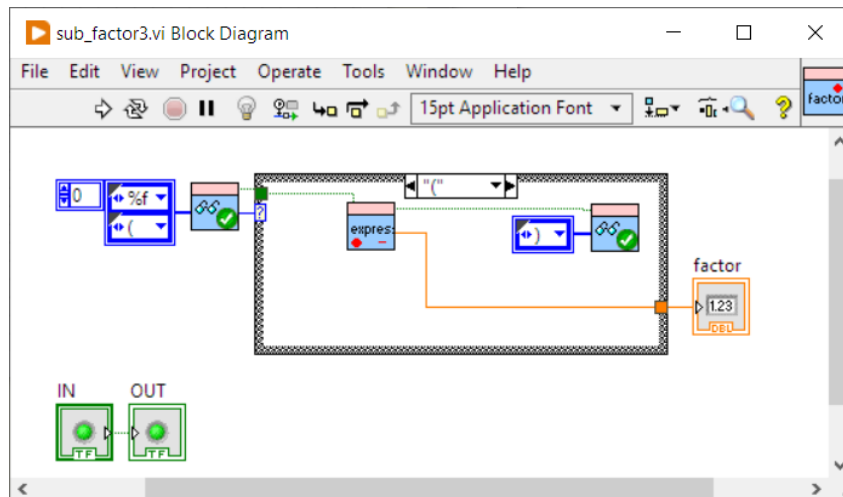 sub_factor3.vi Block Diagram
File Edit View Project Operate Tools Window Help
15pt Application Font
?
factor
0
%f
(
?
"("
expres:
)
factor
1.23
DBL
IN OUT
TF TF